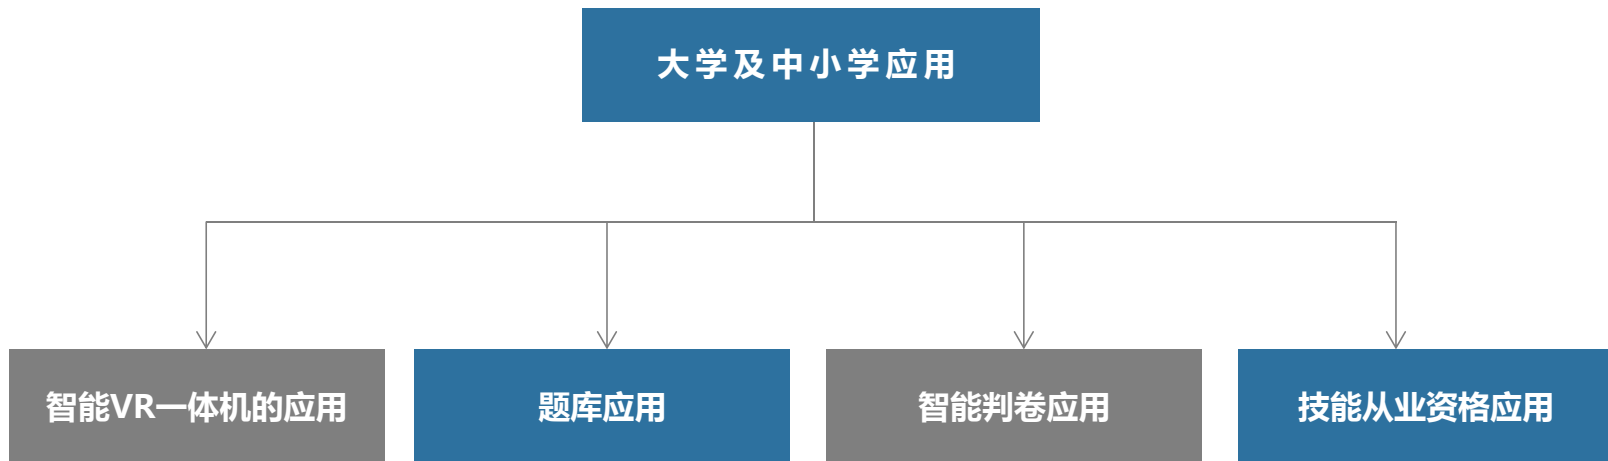 大学及中小学应用
智能VR一体机的应用
题库应用
智能判卷应用
技能从业资格应用